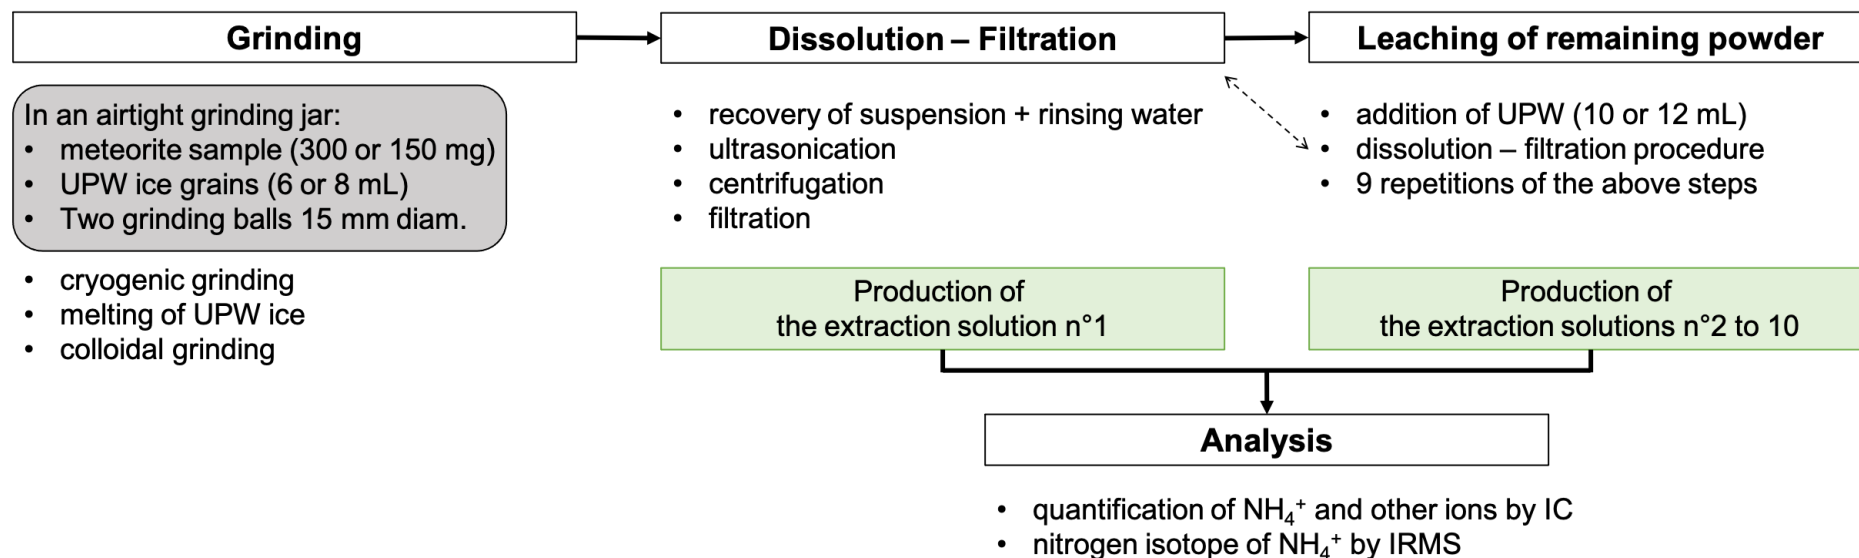 Grinding
In an airtight grinding jar:
• meteorite sample (300 or 150 mg)
• UPW ice grains (6 or 8 mL)
• Two grinding balls 15 mm diam.
• cryogenic grinding
• melting of UPW ice
• colloidal grinding
Dissolution – Filtration
• recovery of suspension + rinsing water
• ultrasonication
• centrifugation
• filtration
Production of
the extraction solution n°1
Leaching of remaining powder
• addition of UPW (10 or 12 mL)
• dissolution – filtration procedure
• 9 repetitions of the above steps
Production of
the extraction solutions n°2 to 10
Analysis
• quantification of NH₄⁺ and other ions by IC
• nitrogen isotope of NH₄⁺ by IRMS